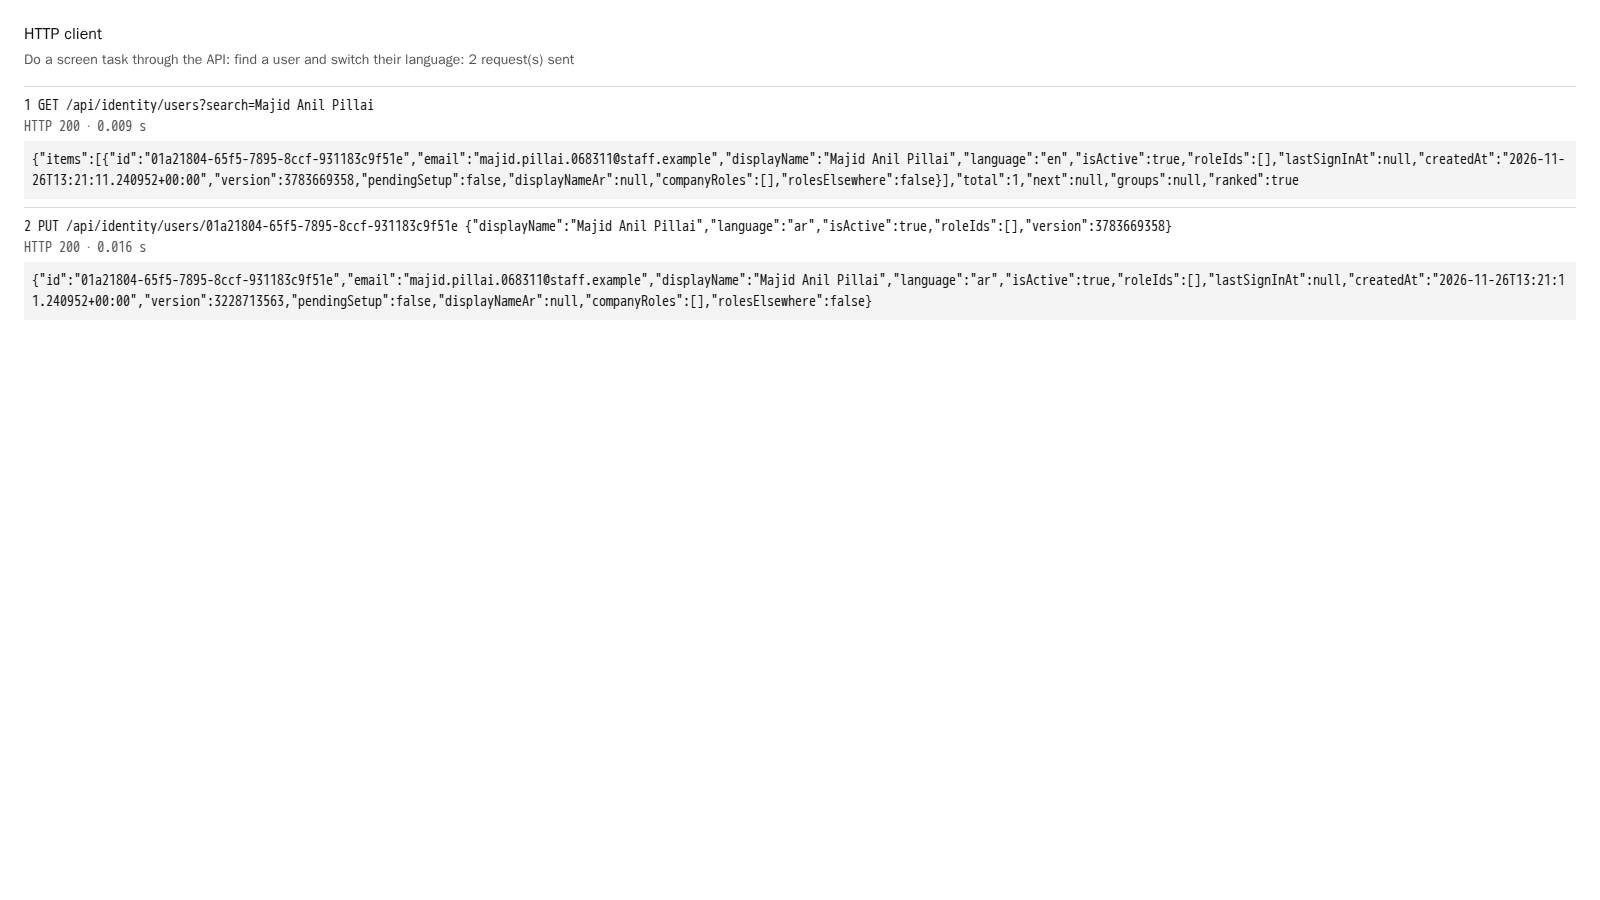 HTTP client
Do a screen task through the API: find a user and switch their language: 2 request(s) sent
1 GET /api/identity/users?search=Majid Anil Pillai
HTTP 200 · 0.009 s
{"items":[{"id":"01a21804-65f5-7895-8ccf-931183c9f51e","email":"majid.pillai.068311@staff.example","displayName":"Majid Anil Pillai","language":"en","isActive":true,"roleIds":[],"lastSignInAt":null,"createdAt":"2026-11-
26T13:21:11.240952+00:00","version":3783669358,"pendingSetup":false,"displayNameAr":null,"companyRoles":[],"rolesElsewhere":false}],"total":1,"next":null,"groups":null,"ranked":true
2 PUT /api/identity/users/01a21804-65f5-7895-8ccf-931183c9f51e {"displayName":"Majid Anil Pillai","language":"ar","isActive":true,"roleIds":[],"version":3783669358}
HTTP 200 · 0.016 s
{"id":"01a21804-65f5-7895-8ccf-931183c9f51e","email":"majid.pillai.068311@staff.example","displayName":"Majid Anil Pillai","language":"ar","isActive":true,"roleIds":[],"lastSignInAt":null,"createdAt":"2026-11-26T13:21:1
1.240952+00:00","version":3228713563,"pendingSetup":false,"displayNameAr":null,"companyRoles":[],"rolesElsewhere":false}